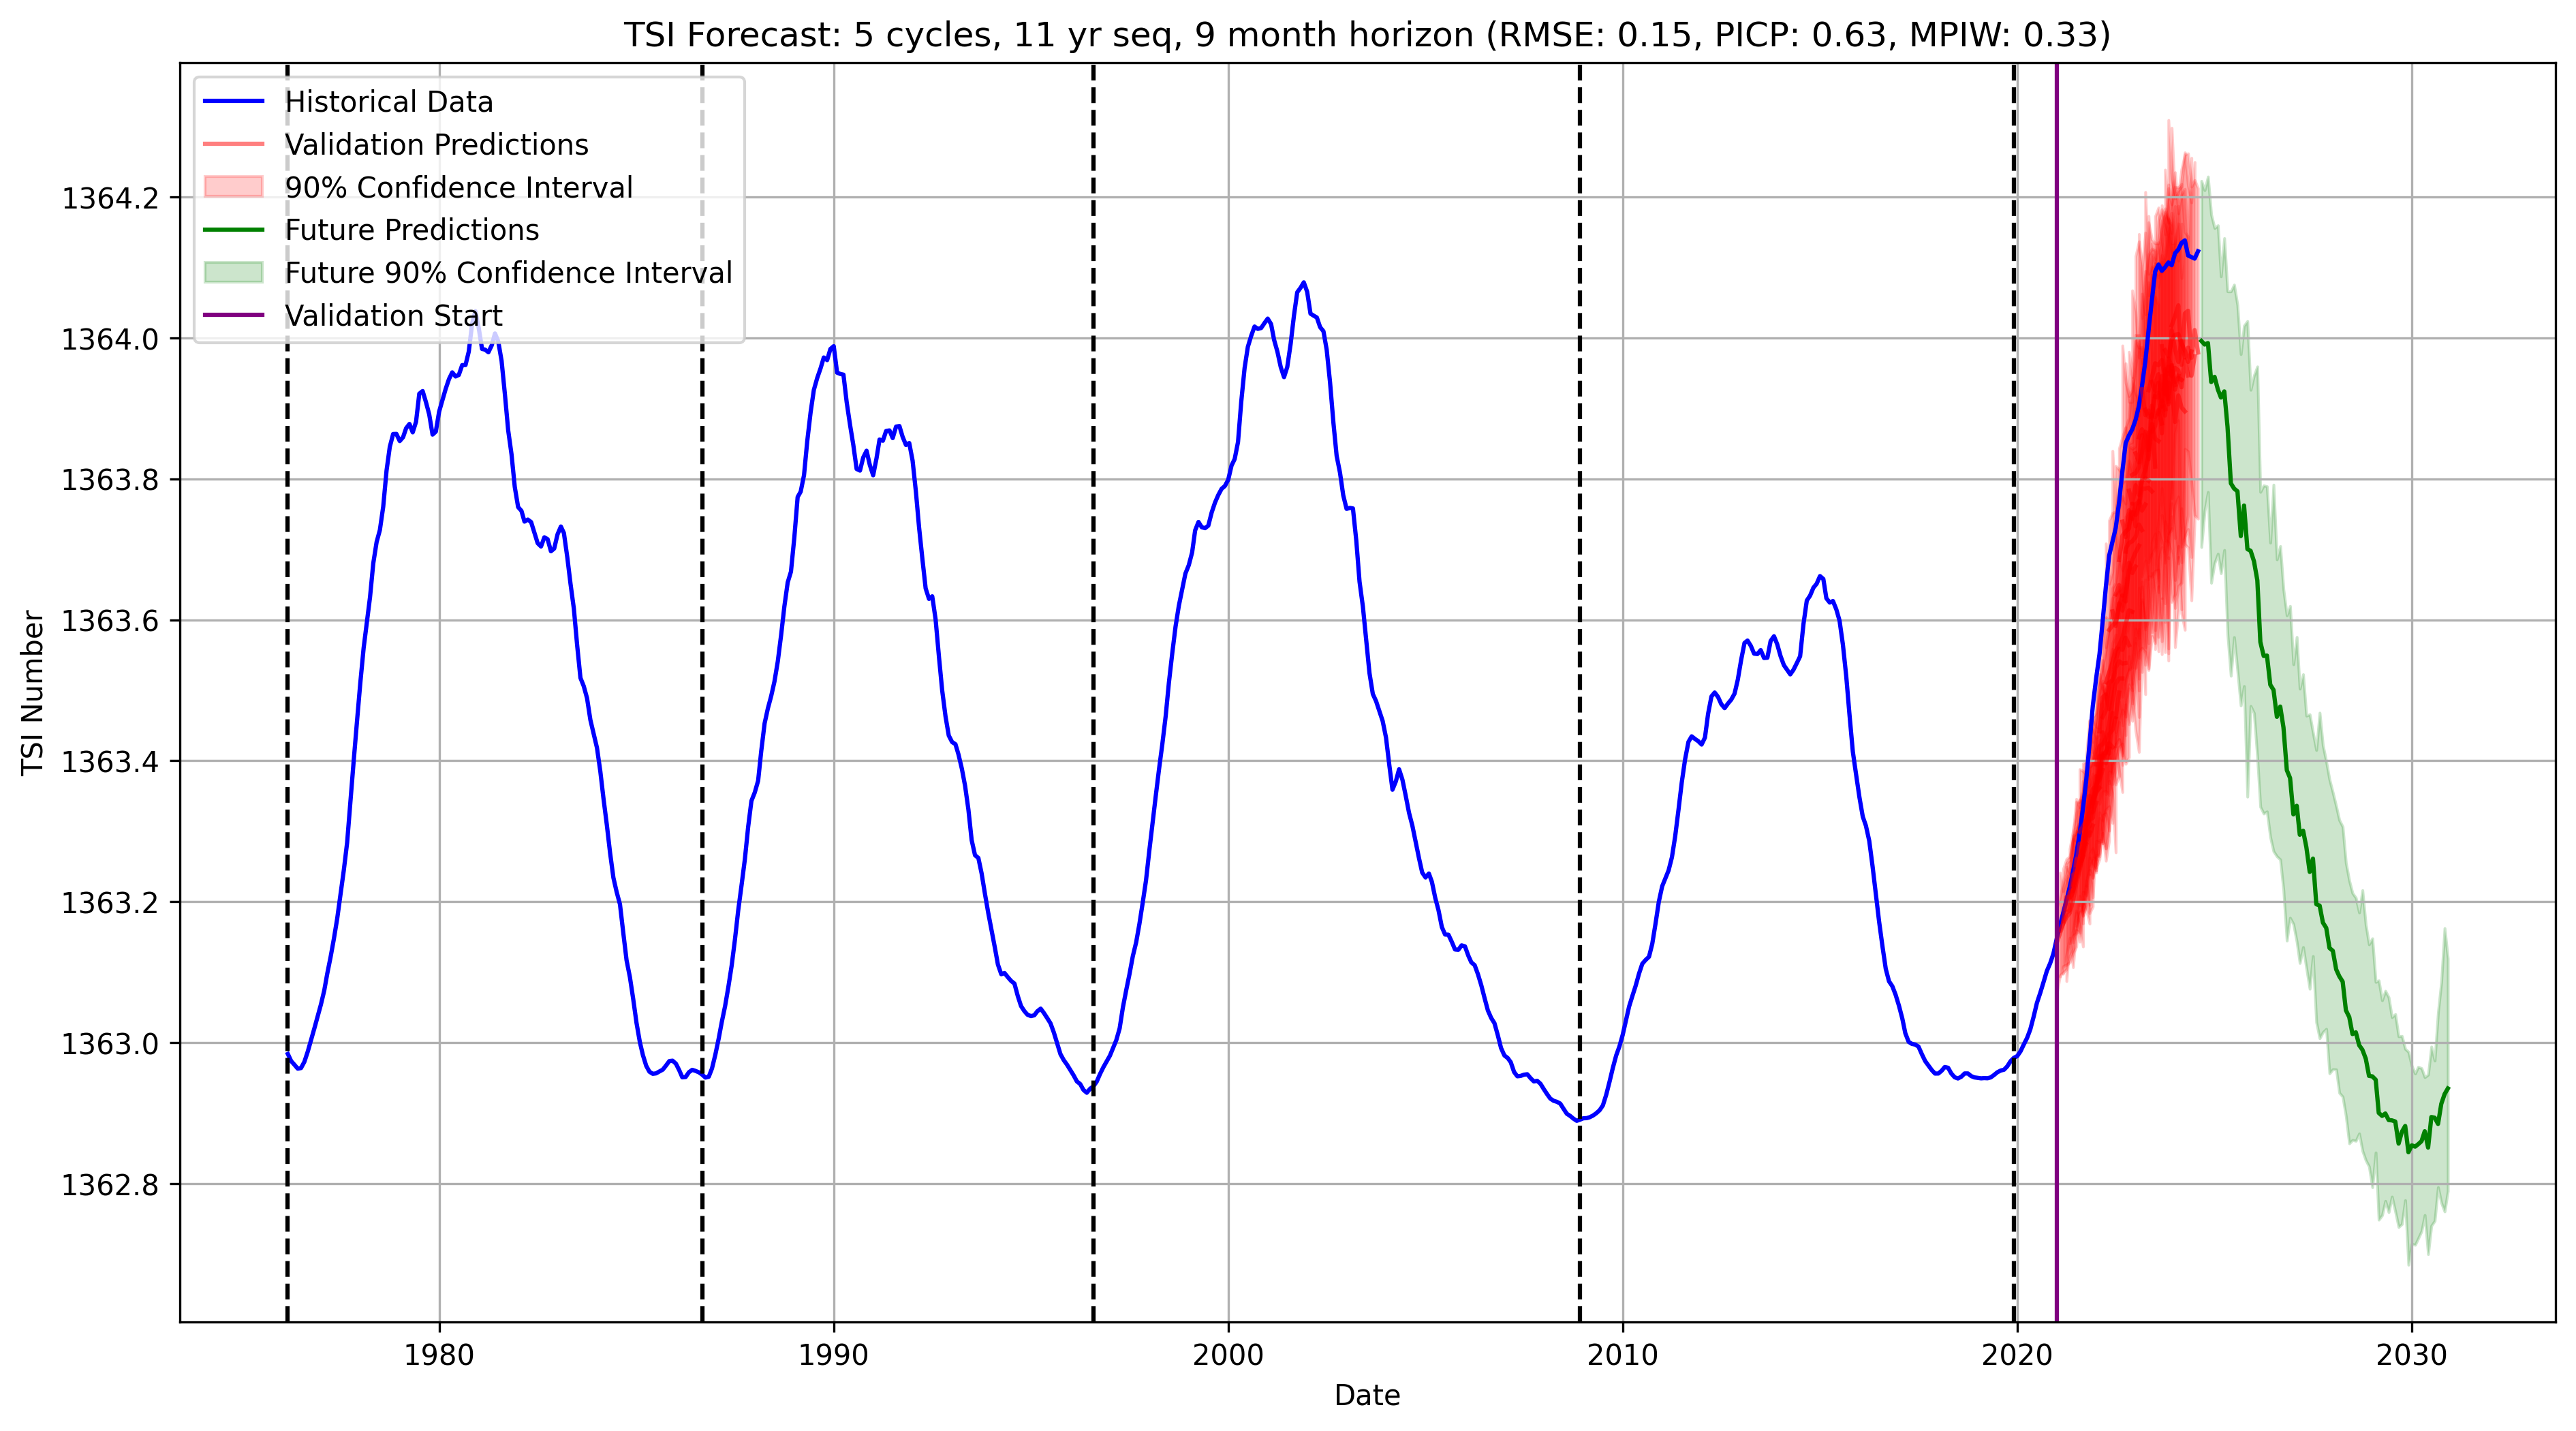 TSI Forecast: 5 cycles, 11 yr seq, 9 month horizon (RMSE: 0.15, PICP: 0.63, MPIW: 0.33)
Historical Data
Validation Predictions
90% Confidence Interval
Future Predictions
Future 90% Confidence Interval
Validation Start
TSI Number
1364.2
1364.0
1363.8
1363.6
1363.4
1363.2
1363.0
1362.8
1980
1990
2000
2010
2020
2030
Date